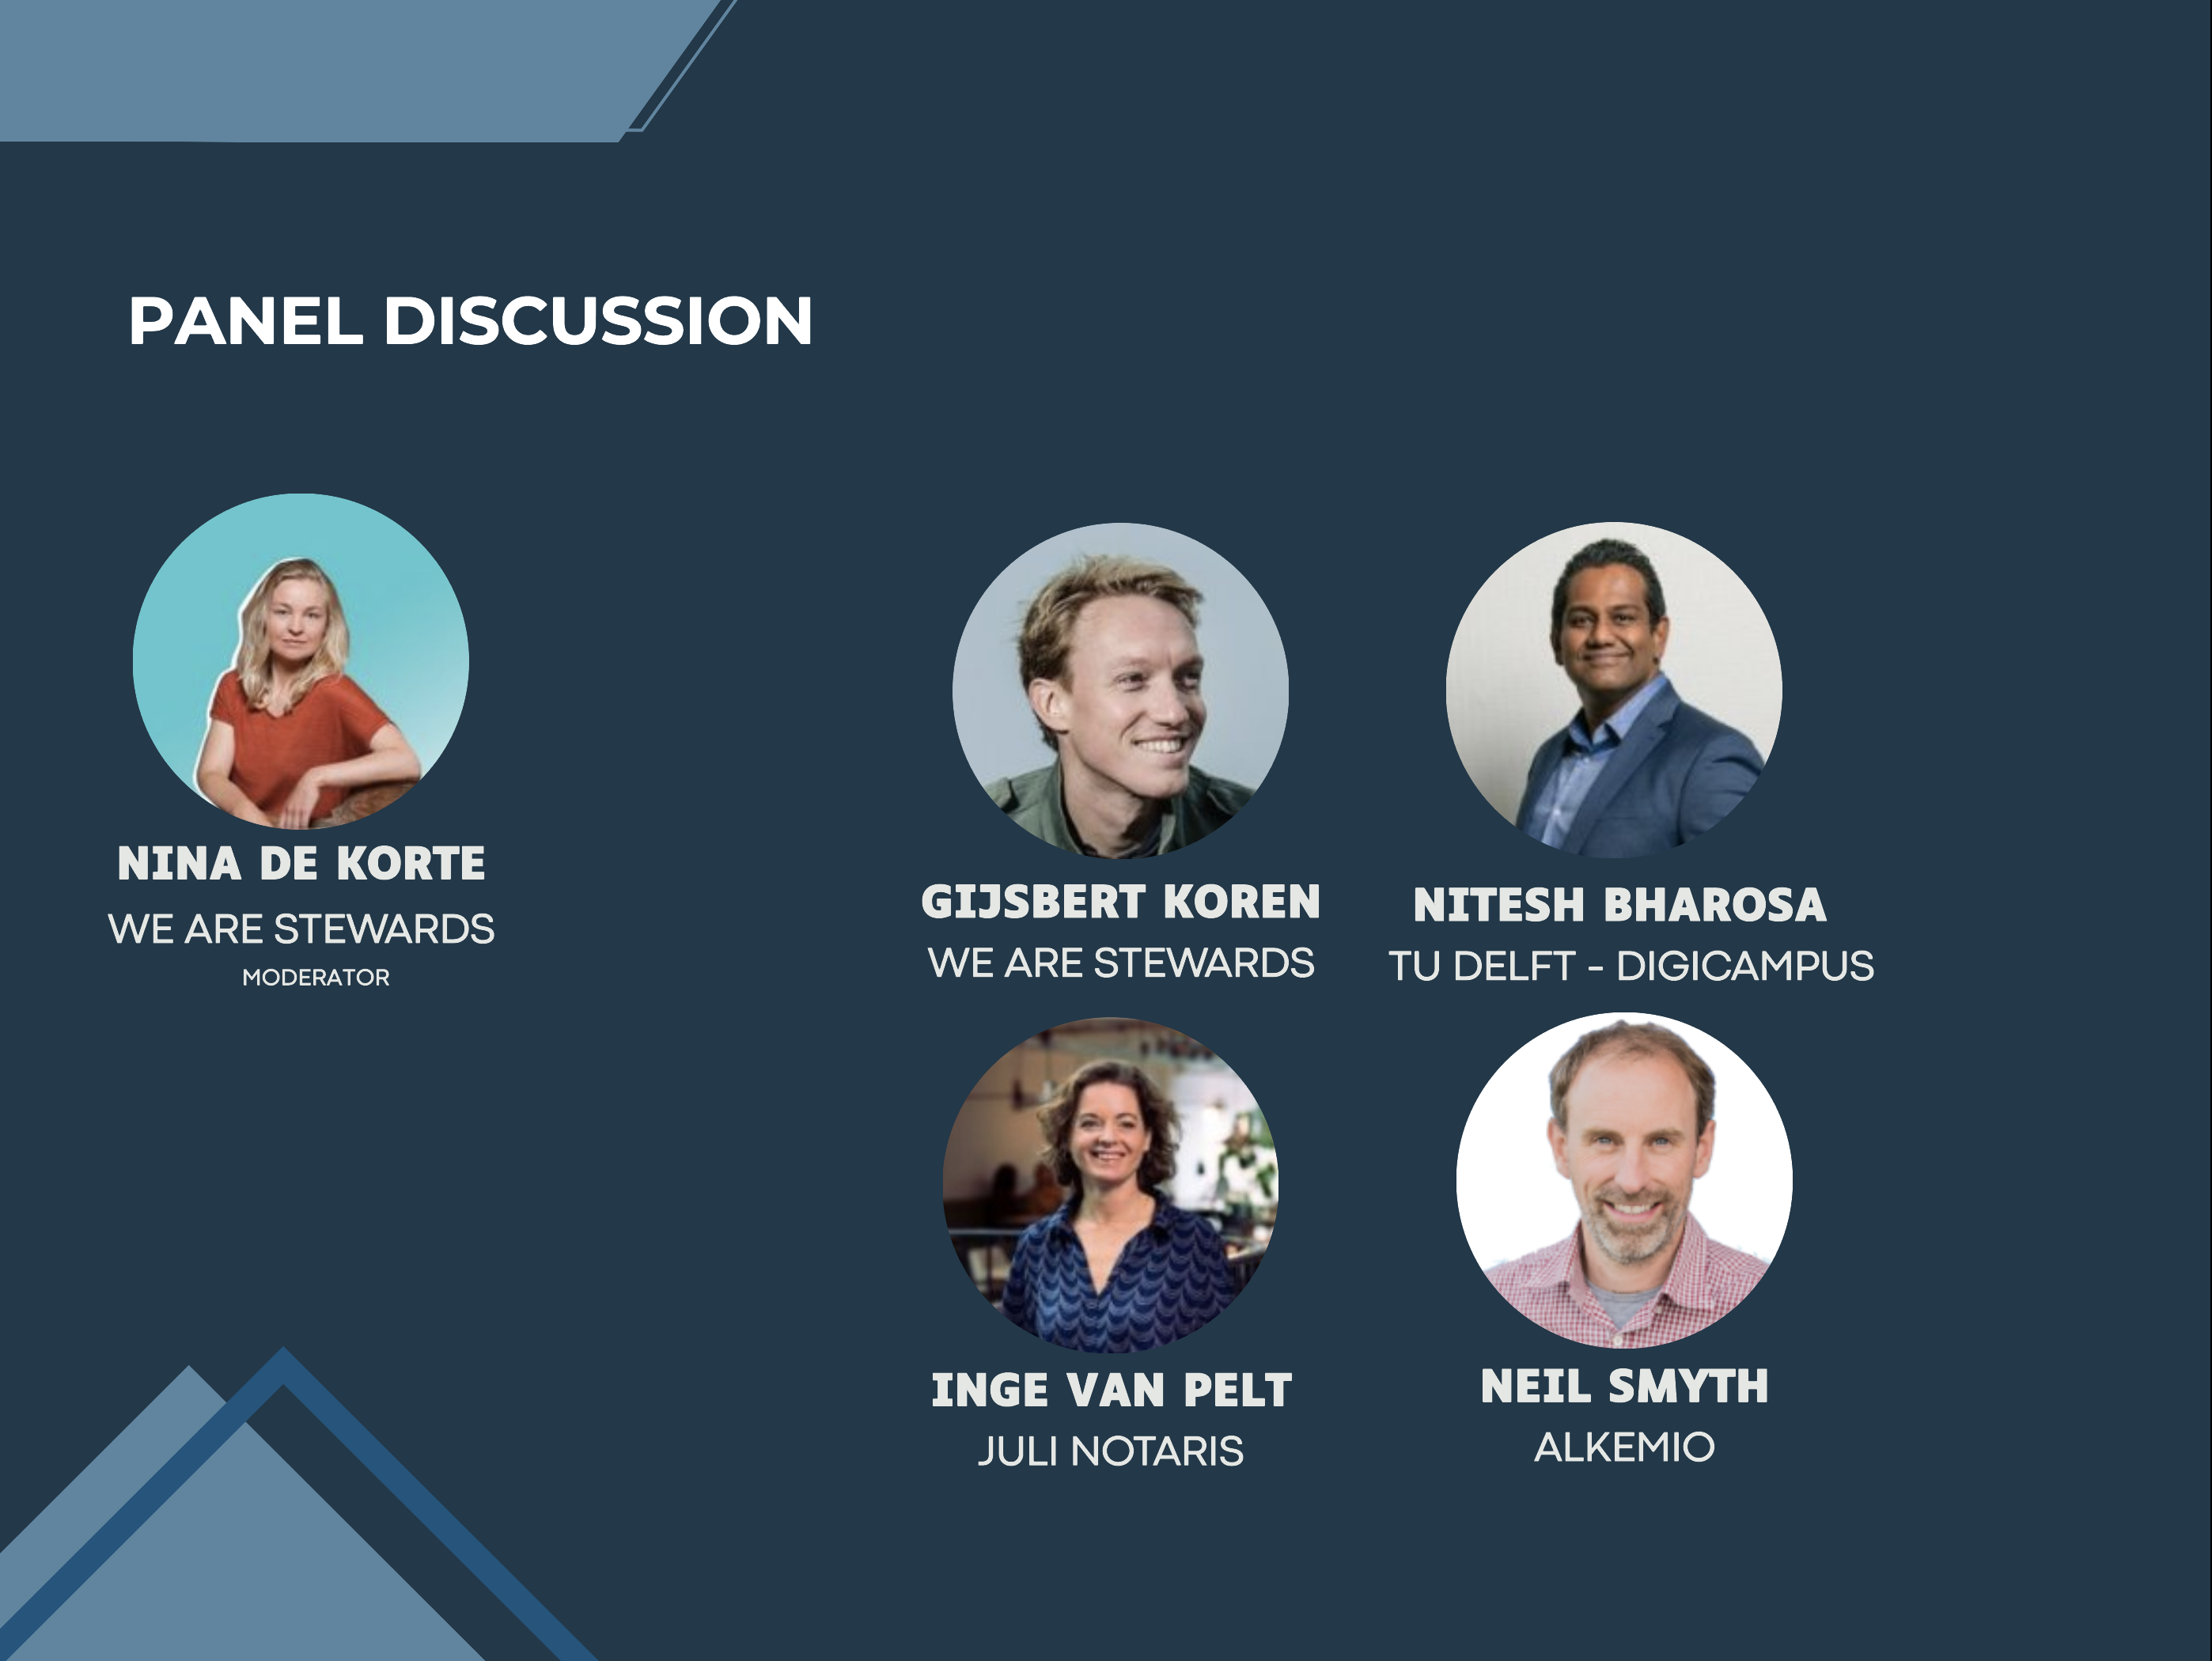 PANEL DISCUSSION
NINA DE KORTE
WE ARE STEWARDS
MODERATOR
GIJSBERT KOREN
WE ARE STEWARDS
NITESH BHAROSA
TU DELFT - DIGICAMPUS
INGE VAN PELT
JULI NOTARIS
NEIL SMYTH
ALKEMIO